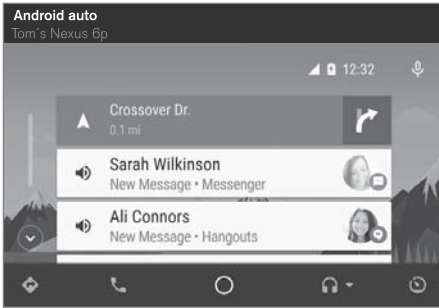 Android auto
Tom´s Nexus 6p
12:32
Crossover Dr.
0.1 mi
Sarah Wilkinson
New Message • Messenger
Ali Connors
New Message • Hangouts